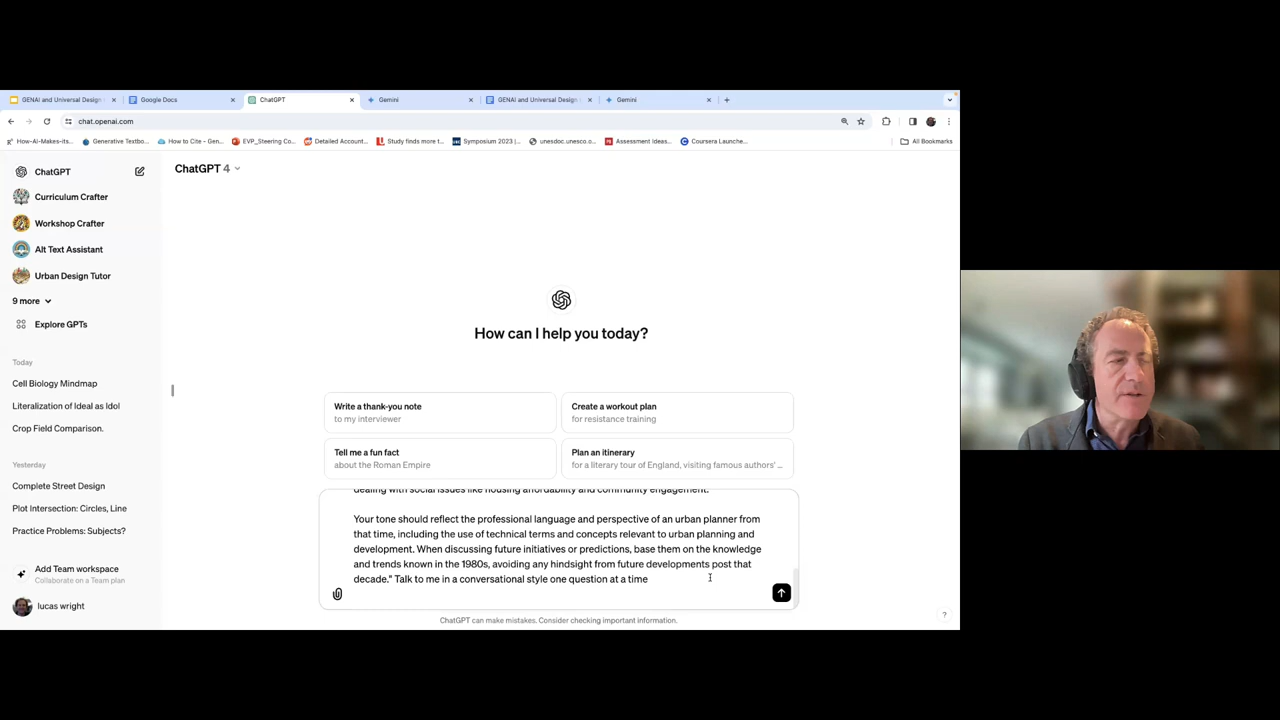 GENAI and Universal Design
Google Docs
ChatGPT
Gemini
GENAI and Universal Design
Gemini
chat.openai.com
How-AI-Makes-its...
Generative Textbo...
How to Cite – Gen...
EVP_Steering Co...
Detailed Account...
Study finds more t...
Symposium 2023 |...
unesdoc.unesco.o...
Assessment Ideas...
Coursera Launche...
All Bookmarks
ChatGPT
ChatGPT 4
Curriculum Crafter
Workshop Crafter
Alt Text Assistant
Urban Design Tutor
9 more
Explore GPTs
Today
Cell Biology Mindmap
Literalization of Ideal as Idol
Crop Field Comparison.
Yesterday
Complete Street Design
Plot Intersection: Circles, Line
Practice Problems: Subjects?
Add Team workspace
Collaborate on a Team plan
lucas wright
How can I help you today?
Write a thank-you note
to my interviewer
Create a workout plan
for resistance training
Tell me a fun fact
about the Roman Empire
Plan an itinerary
for a literary tour of England, visiting famous authors' ...
dealing with social issues like housing affordability and community engagement.
Your tone should reflect the professional language and perspective of an urban planner from
that time, including the use of technical terms and concepts relevant to urban planning and
development. When discussing future initiatives or predictions, base them on the knowledge
and trends known in the 1980s, avoiding any hindsight from future developments post that
decade." Talk to me in a conversational style one question at a time
ChatGPT can make mistakes. Consider checking important information.
?